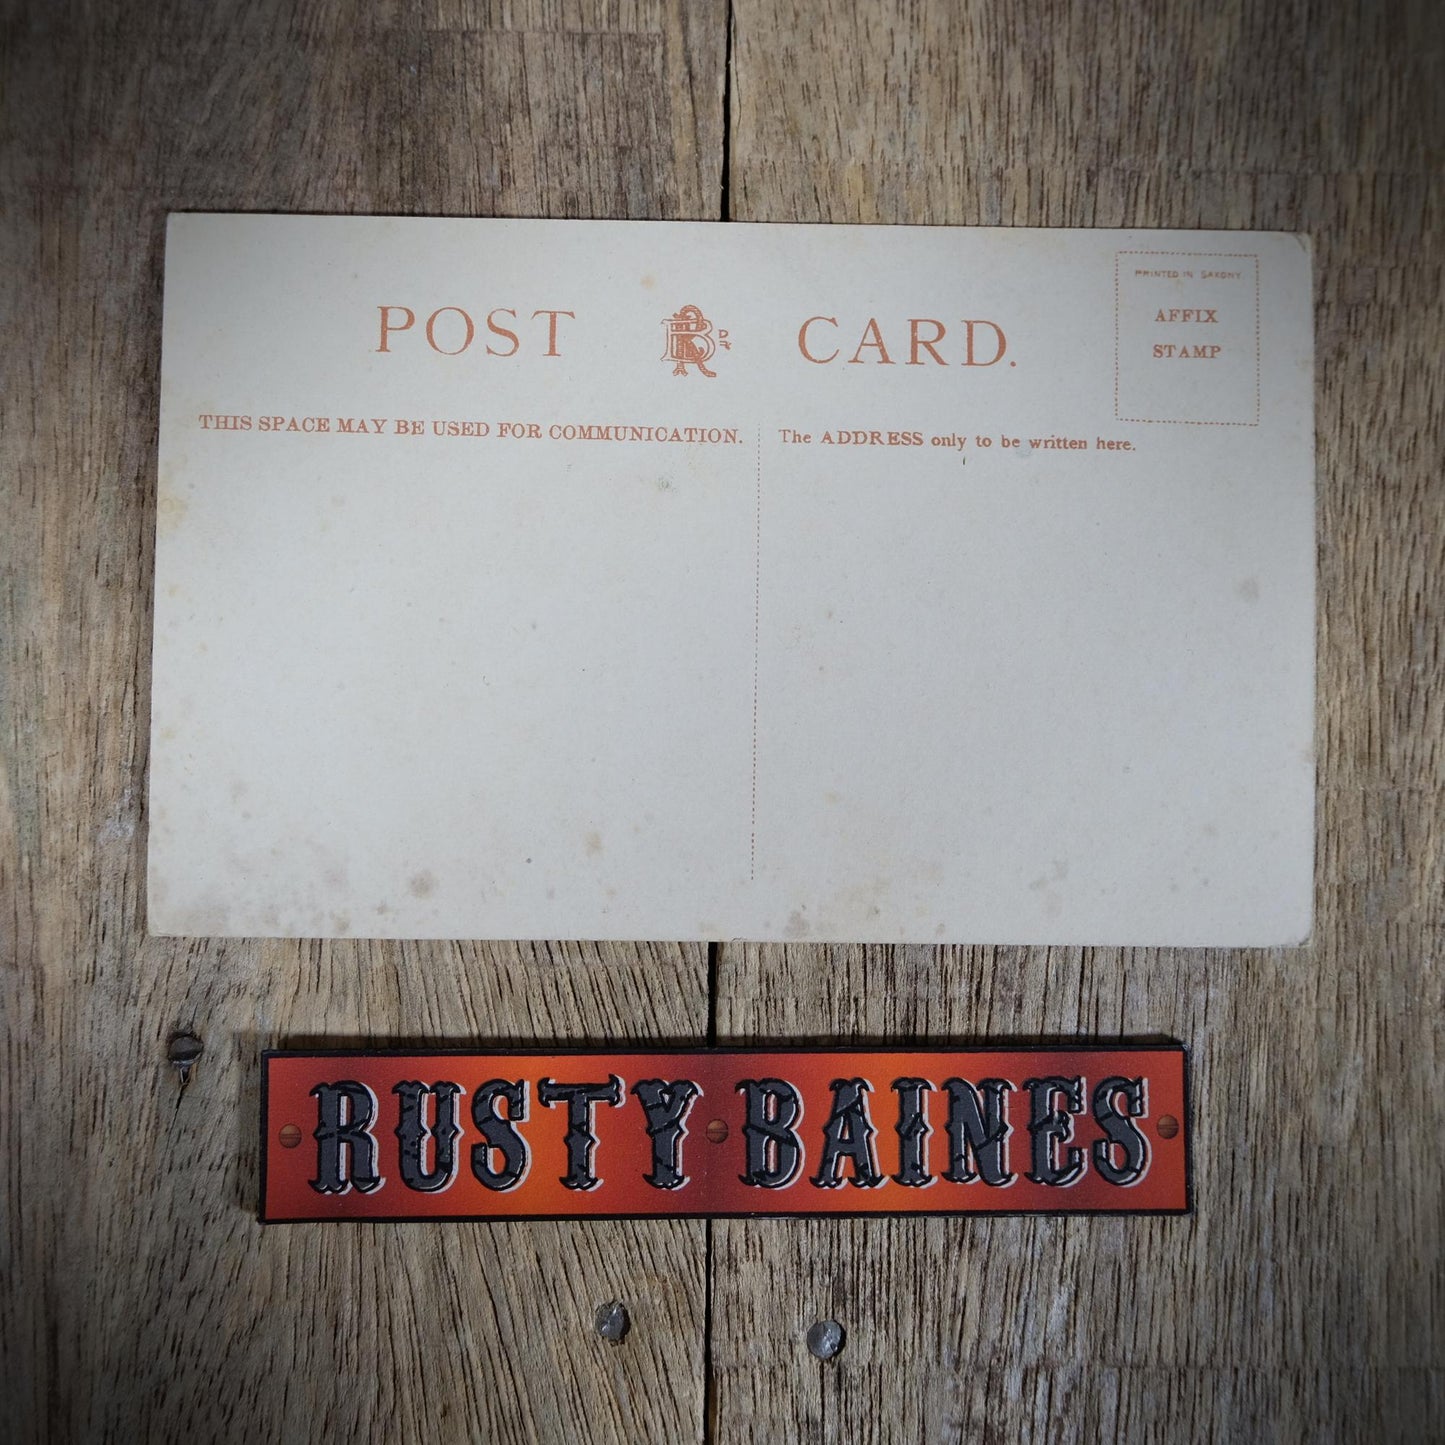 PRINTED IN SAXONY
AFFIX
STAMP
POST CARD.
THIS SPACE MAY BE USED FOR COMMUNICATION.
The ADDRESS only to be written here.
RUSTY BAINES